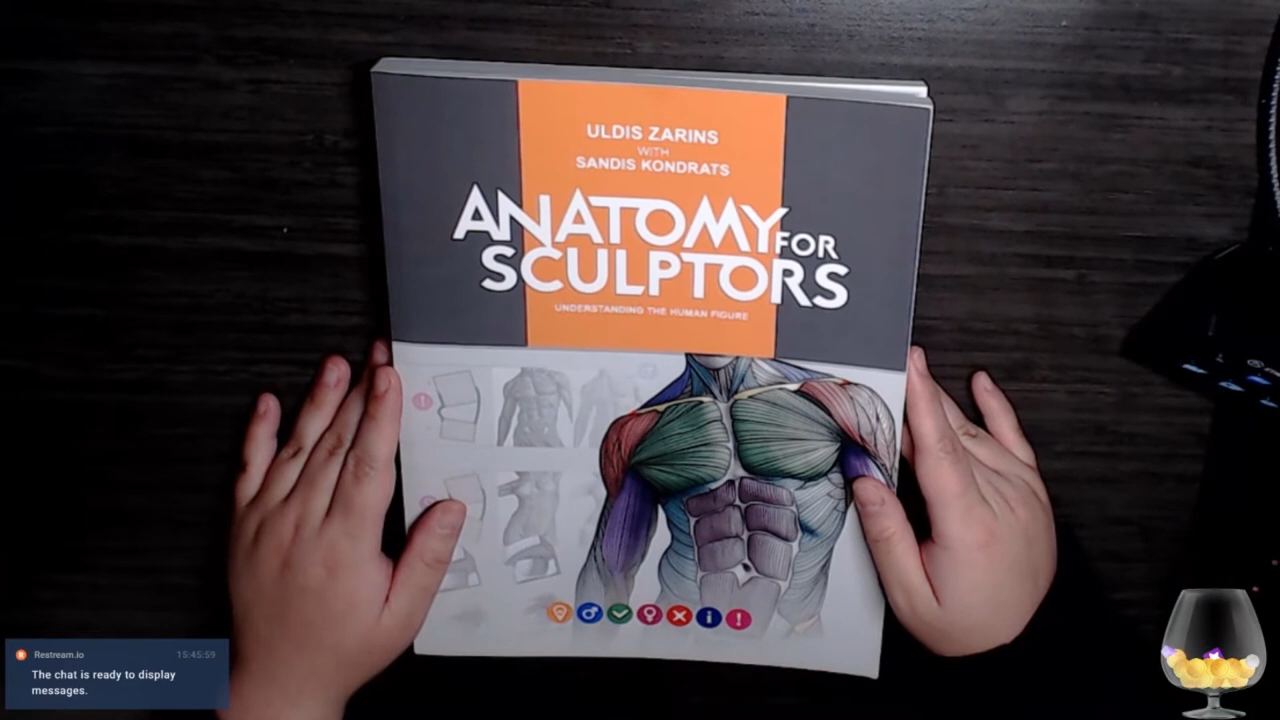 ULDIS ZARINS
WITH
SANDIS KONDRATS
ANATOMY FOR
SCULPTORS
UNDERSTANDING THE HUMAN FIGURE
Restream.io 15:45:59
The chat is ready to display
messages.